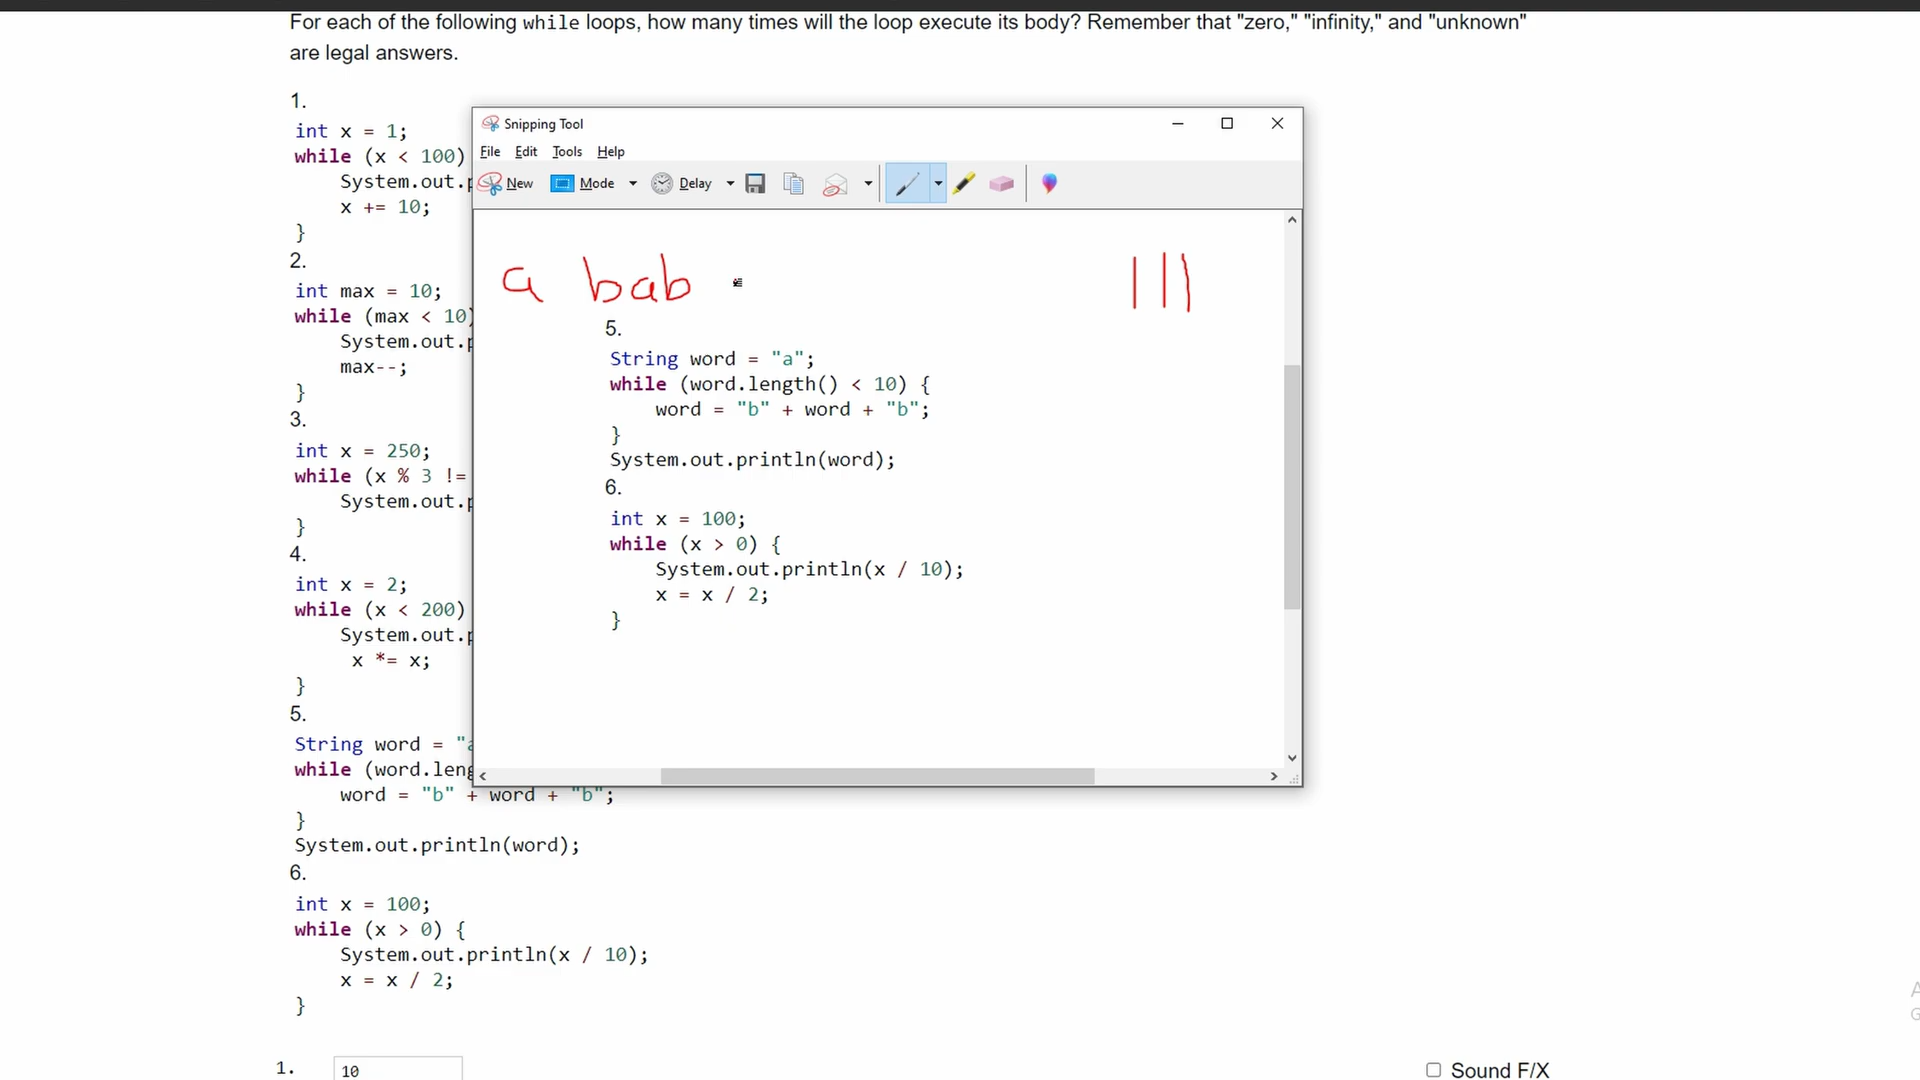 For each of the following while loops, how many times will the loop execute its body? Remember that "zero," "infinity," and "unknown"
are legal answers.
1.
int x = 1;
while (x < 100)
System.out.p
x += 10;
}
2.
int max = 10;
while (max < 10)
System.out.p
max--;
}
3.
int x = 250;
while (x % 3 !=
System.out.p
}
4.
int x = 2;
while (x < 200)
System.out.p
x *= x;
}
5.
String word = "a
while (word.leng
word = "b" + word + "b";
}
System.out.println(word);
6.
int x = 100;
while (x > 0) {
System.out.println(x / 10);
x = x / 2;
}
1. 10
Sound F/X
Snipping Tool
File Edit Tools Help
New Mode Delay
a bab |||
5.
String word = "a";
while (word.length() < 10) {
word = "b" + word + "b";
}
System.out.println(word);
6.
int x = 100;
while (x > 0) {
System.out.println(x / 10);
x = x / 2;
}